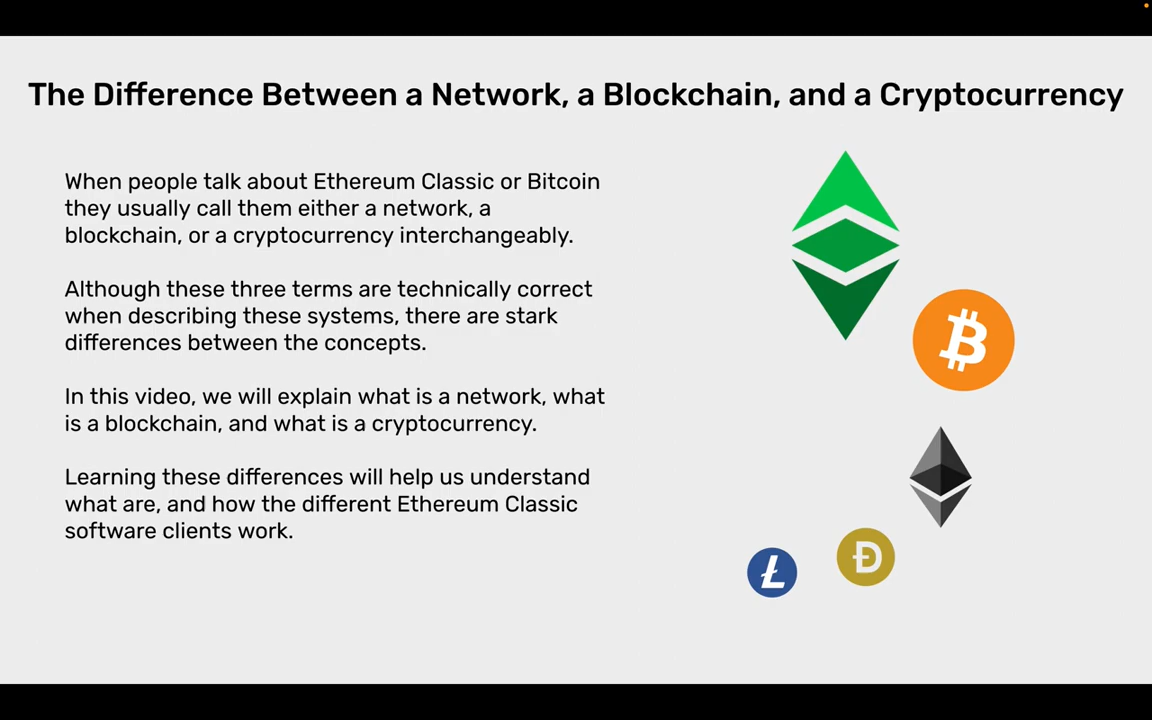 The Difference Between a Network, a Blockchain, and a Cryptocurrency
When people talk about Ethereum Classic or Bitcoin
they usually call them either a network, a
blockchain, or a cryptocurrency interchangeably.
Although these three terms are technically correct
when describing these systems, there are stark
differences between the concepts.
In this video, we will explain what is a network, what
is a blockchain, and what is a cryptocurrency.
Learning these differences will help us understand
what are, and how the different Ethereum Classic
software clients work.